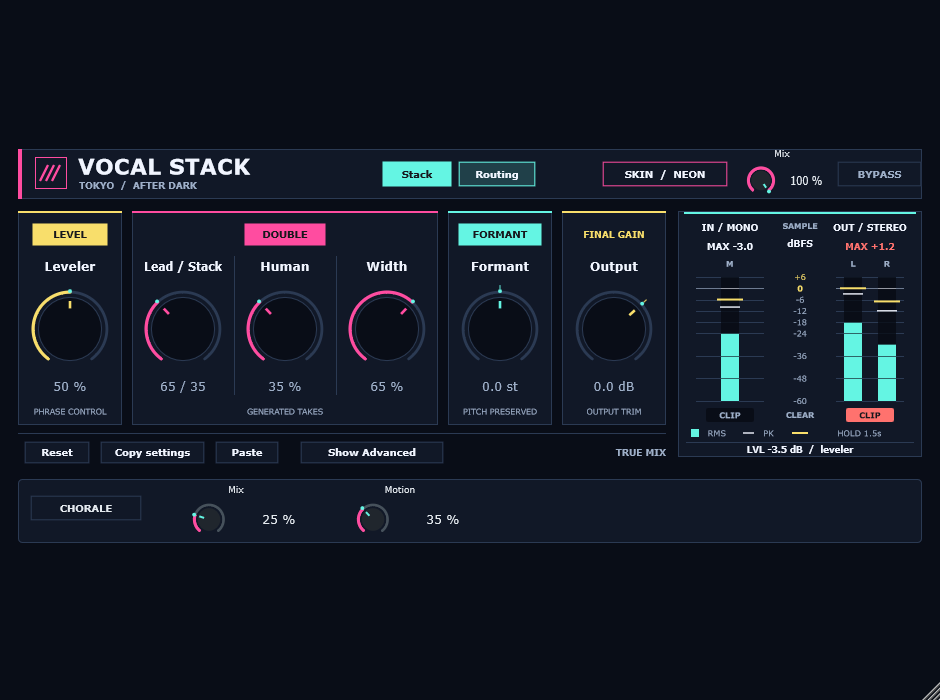 VOCAL STACK
TOKYO / AFTER DARK
Stack
Routing
SKIN / NEON
Mix
100 %
BYPASS
LEVEL
Leveler
50 %
PHRASE CONTROL
DOUBLE
Lead / Stack
Human
Width
65 / 35
35 %
65 %
GENERATED TAKES
FORMANT
Formant
0.0 st
PITCH PRESERVED
FINAL GAIN
Output
0.0 dB
OUTPUT TRIM
IN / MONO
SAMPLE
OUT / STEREO
MAX -3.0
dBFS
MAX +1.2
M
L
R
+6
0
-6
-12
-18
-24
-36
-48
-60
CLIP
CLEAR
CLIP
RMS
PK
HOLD 1.5s
LVL -3.5 dB / leveler
Reset
Copy settings
Paste
Show Advanced
TRUE MIX
CHORALE
Mix
25 %
Motion
35 %